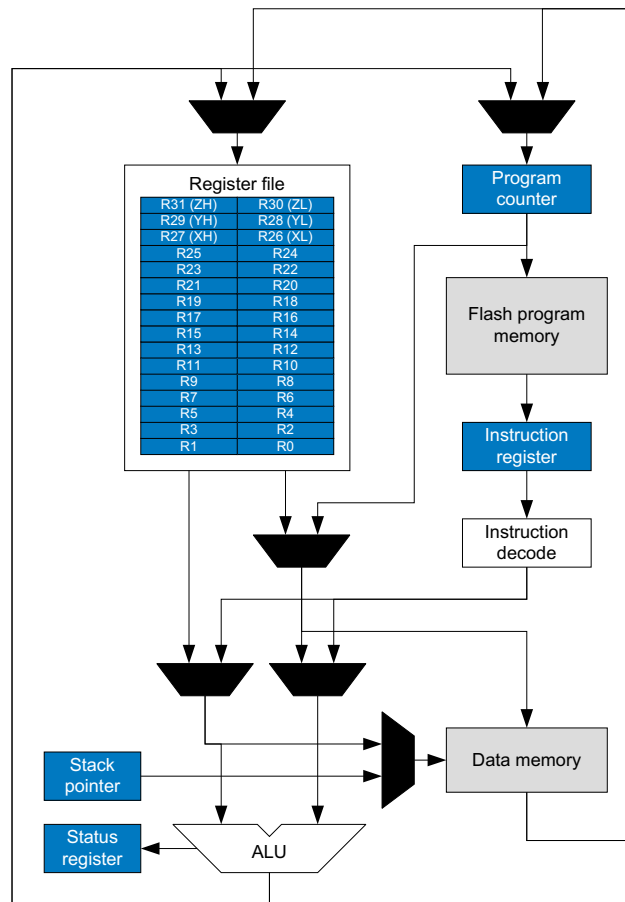 Register file
R31 (ZH) R30 (ZL)
R29 (YH) R28 (YL)
R27 (XH) R26 (XL)
R25 R24
R23 R22
R21 R20
R19 R18
R17 R16
R15 R14
R13 R12
R11 R10
R9 R8
R7 R6
R5 R4
R3 R2
R1 R0
Program
counter
Flash program
memory
Instruction
register
Instruction
decode
Stack
pointer
Data memory
Status
register
ALU